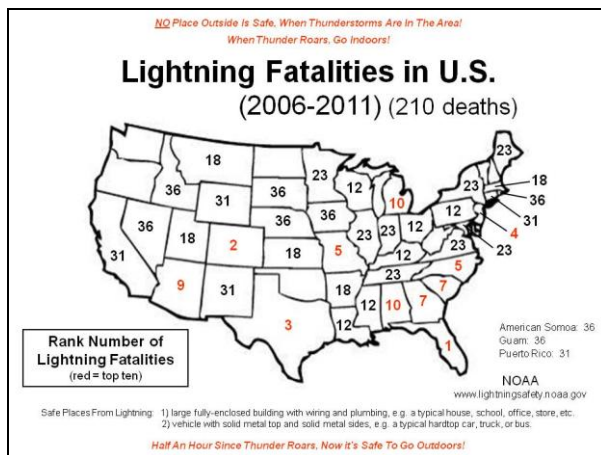 NO Place Outside Is Safe, When Thunderstorms Are In The Area!
When Thunder Roars, Go Indoors!
Lightning Fatalities in U.S.
(2006-2011) (210 deaths)
23
18
23
12
23
18
36
36
31
36
10
36
31
12
4
36
36
23
23
12
23
31
18
2
18
5
12
23
5
9
31
18
23
7
12
10
7
3
12
1
Rank Number of
Lightning Fatalities
(red = top ten)
American Somoa: 36
Guam: 36
Puerto Rico: 31
NOAA
www.lightningsafety.noaa.gov
Safe Places From Lightning: 1) large fully-enclosed building with wiring and plumbing, e.g. a typical house, school, office, store, etc.
2) vehicle with solid metal top and solid metal sides, e.g. a typical hardtop car, truck, or bus.
Half An Hour Since Thunder Roars, Now It's Safe To Go Outdoors!